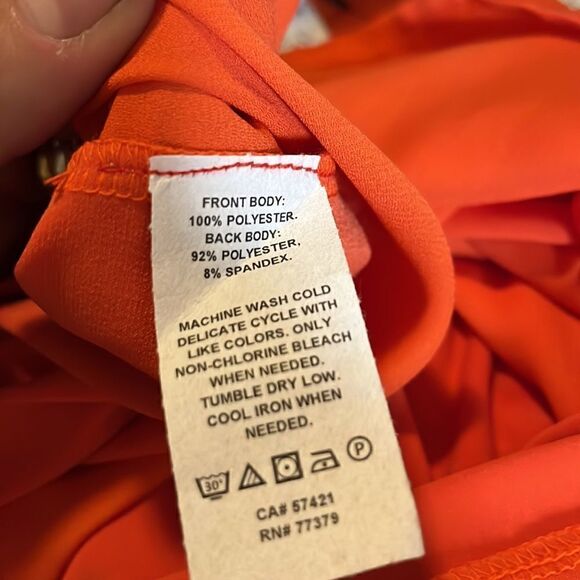 FRONT BODY:
100% POLYESTER.
BACK BODY:
92% POLYESTER,
8% SPANDEX.
MACHINE WASH COLD
DELICATE CYCLE WITH
LIKE COLORS. ONLY
NON-CHLORINE BLEACH
WHEN NEEDED.
TUMBLE DRY LOW.
COOL IRON WHEN
NEEDED.
30° P
CA# 57421
RN# 77379